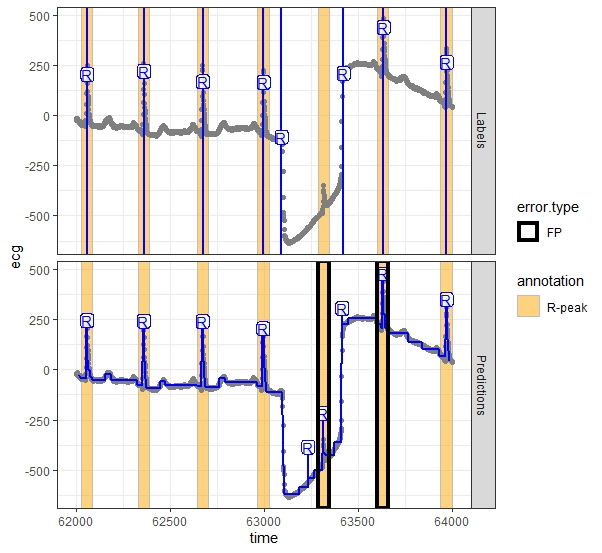 500
250
0
-250
-500
R R R R R R R R
Labels
ecg
500
250
0
-250
-500
R R R R R R R R R
Predictions
62000 62500 63000 63500 64000
time
error.type
FP
annotation
R-peak